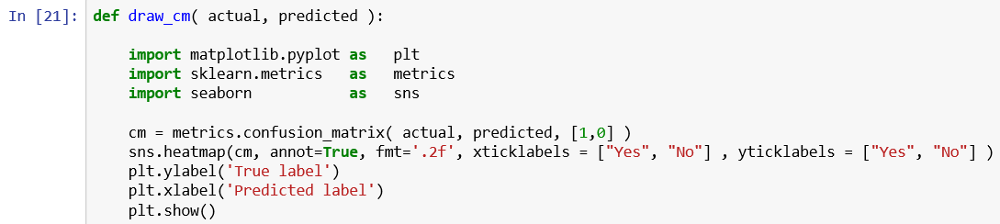 In [21]: def draw_cm( actual, predicted ):
import matplotlib.pyplot as   plt
import sklearn.metrics   as   metrics
import seaborn           as   sns
cm = metrics.confusion_matrix( actual, predicted, [1,0] )
sns.heatmap(cm, annot=True, fmt='.2f', xticklabels = ["Yes", "No"] , yticklabels = ["Yes", "No"] )
plt.ylabel('True label')
plt.xlabel('Predicted label')
plt.show()